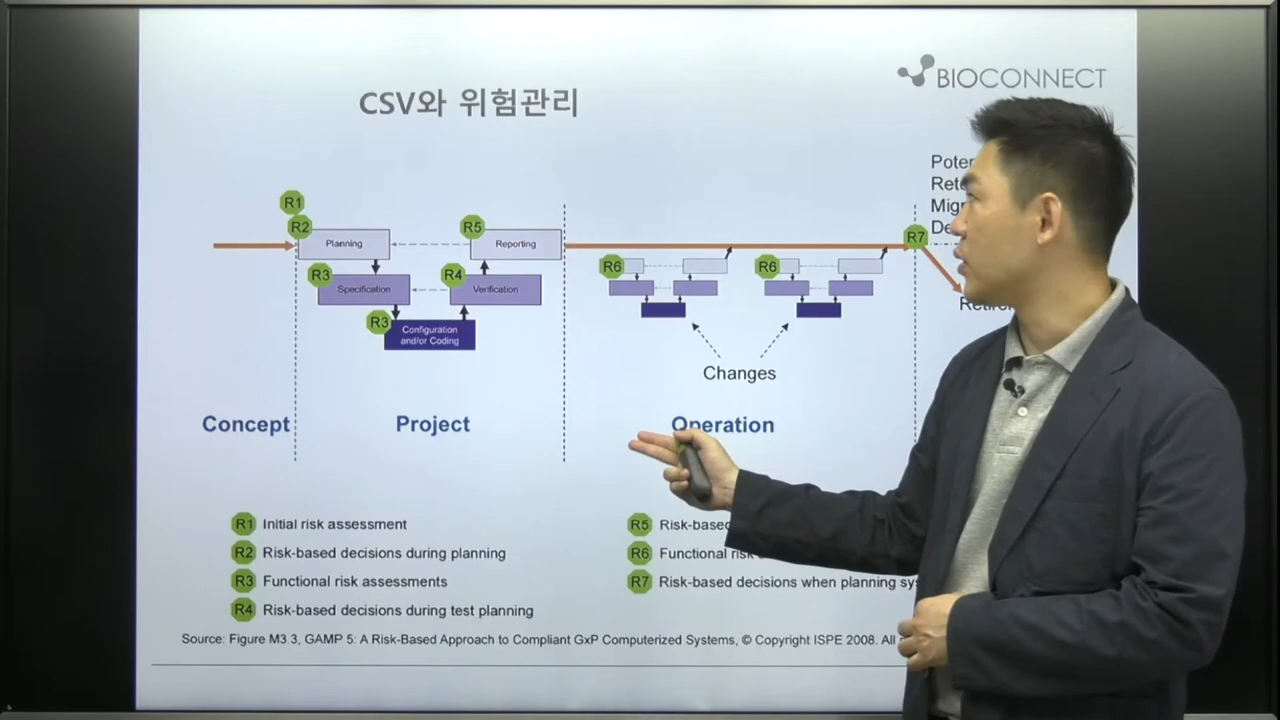 BIOCONNECT
CSV와 위험관리
R1
R2
Planning
R5
Reporting
R3
Specification
R4
Verification
R3
Configuration
and/or Coding
R6
R6
R7
Changes
Concept
Project
Operation
R1 Initial risk assessment
R2 Risk-based decisions during planning
R3 Functional risk assessments
R4 Risk-based decisions during test planning
R5 Risk-based
R6 Functional
R7 Risk-based decisions when planning
Source: Figure M3.3, GAMP 5: A Risk-Based Approach to Compliant GxP Computerized Systems, © Copyright ISPE 2008. All